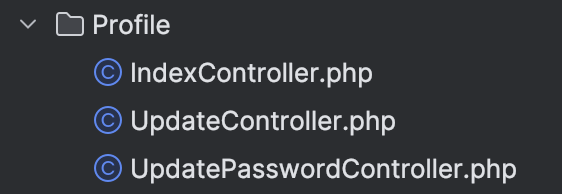 Profile
IndexController.php
UpdateController.php
UpdatePasswordController.php